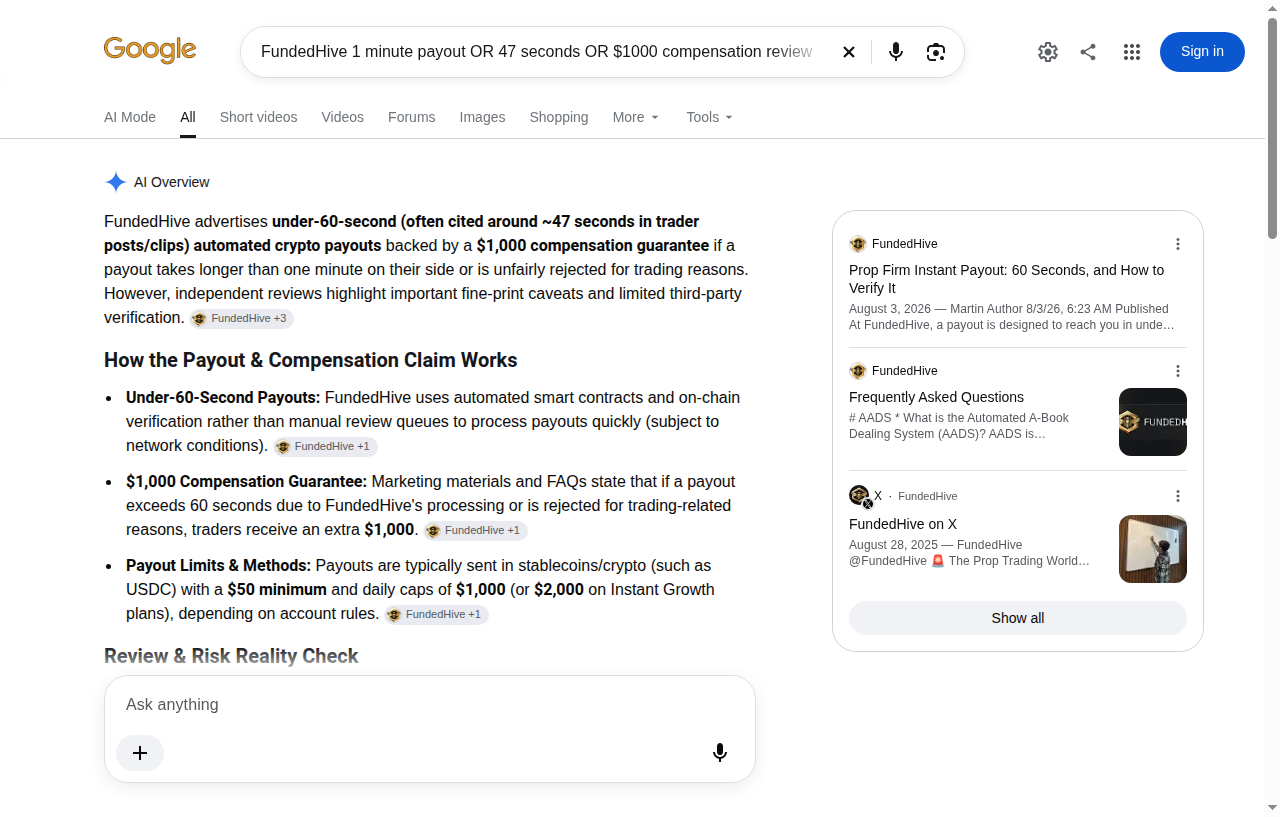 Google
FundedHive 1 minute payout OR 47 seconds OR $1000 compensation review
Sign in
AI Mode
All
Short videos
Videos
Forums
Images
Shopping
More
Tools
AI Overview
FundedHive advertises under-60-second (often cited around ~47 seconds in trader
posts/clips) automated crypto payouts backed by a $1,000 compensation guarantee if a
payout takes longer than one minute on their side or is unfairly rejected for trading reasons.
However, independent reviews highlight important fine-print caveats and limited third-party
verification. FundedHive +3
How the Payout & Compensation Claim Works
• Under-60-Second Payouts: FundedHive uses automated smart contracts and on-chain
verification rather than manual review queues to process payouts quickly (subject to
network conditions). FundedHive +1
• $1,000 Compensation Guarantee: Marketing materials and FAQs state that if a payout
exceeds 60 seconds due to FundedHive's processing or is rejected for trading-related
reasons, traders receive an extra $1,000. FundedHive +1
• Payout Limits & Methods: Payouts are typically sent in stablecoins/crypto (such as
USDC) with a $50 minimum and daily caps of $1,000 (or $2,000 on Instant Growth
plans), depending on account rules. FundedHive +1
Review & Risk Reality Check
Ask anything
FundedHive
Prop Firm Instant Payout: 60 Seconds, and How to
Verify It
August 3, 2026 — Martin Author 8/3/26, 6:23 AM Published
At FundedHive, a payout is designed to reach you in unde…
FundedHive
Frequently Asked Questions
# AADS * What is the Automated A-Book
Dealing System (AADS)? AADS is…
FUNDEDH
X · FundedHive
FundedHive on X
August 28, 2025 — FundedHive
@FundedHive 🚨 The Prop Trading World…
Show all